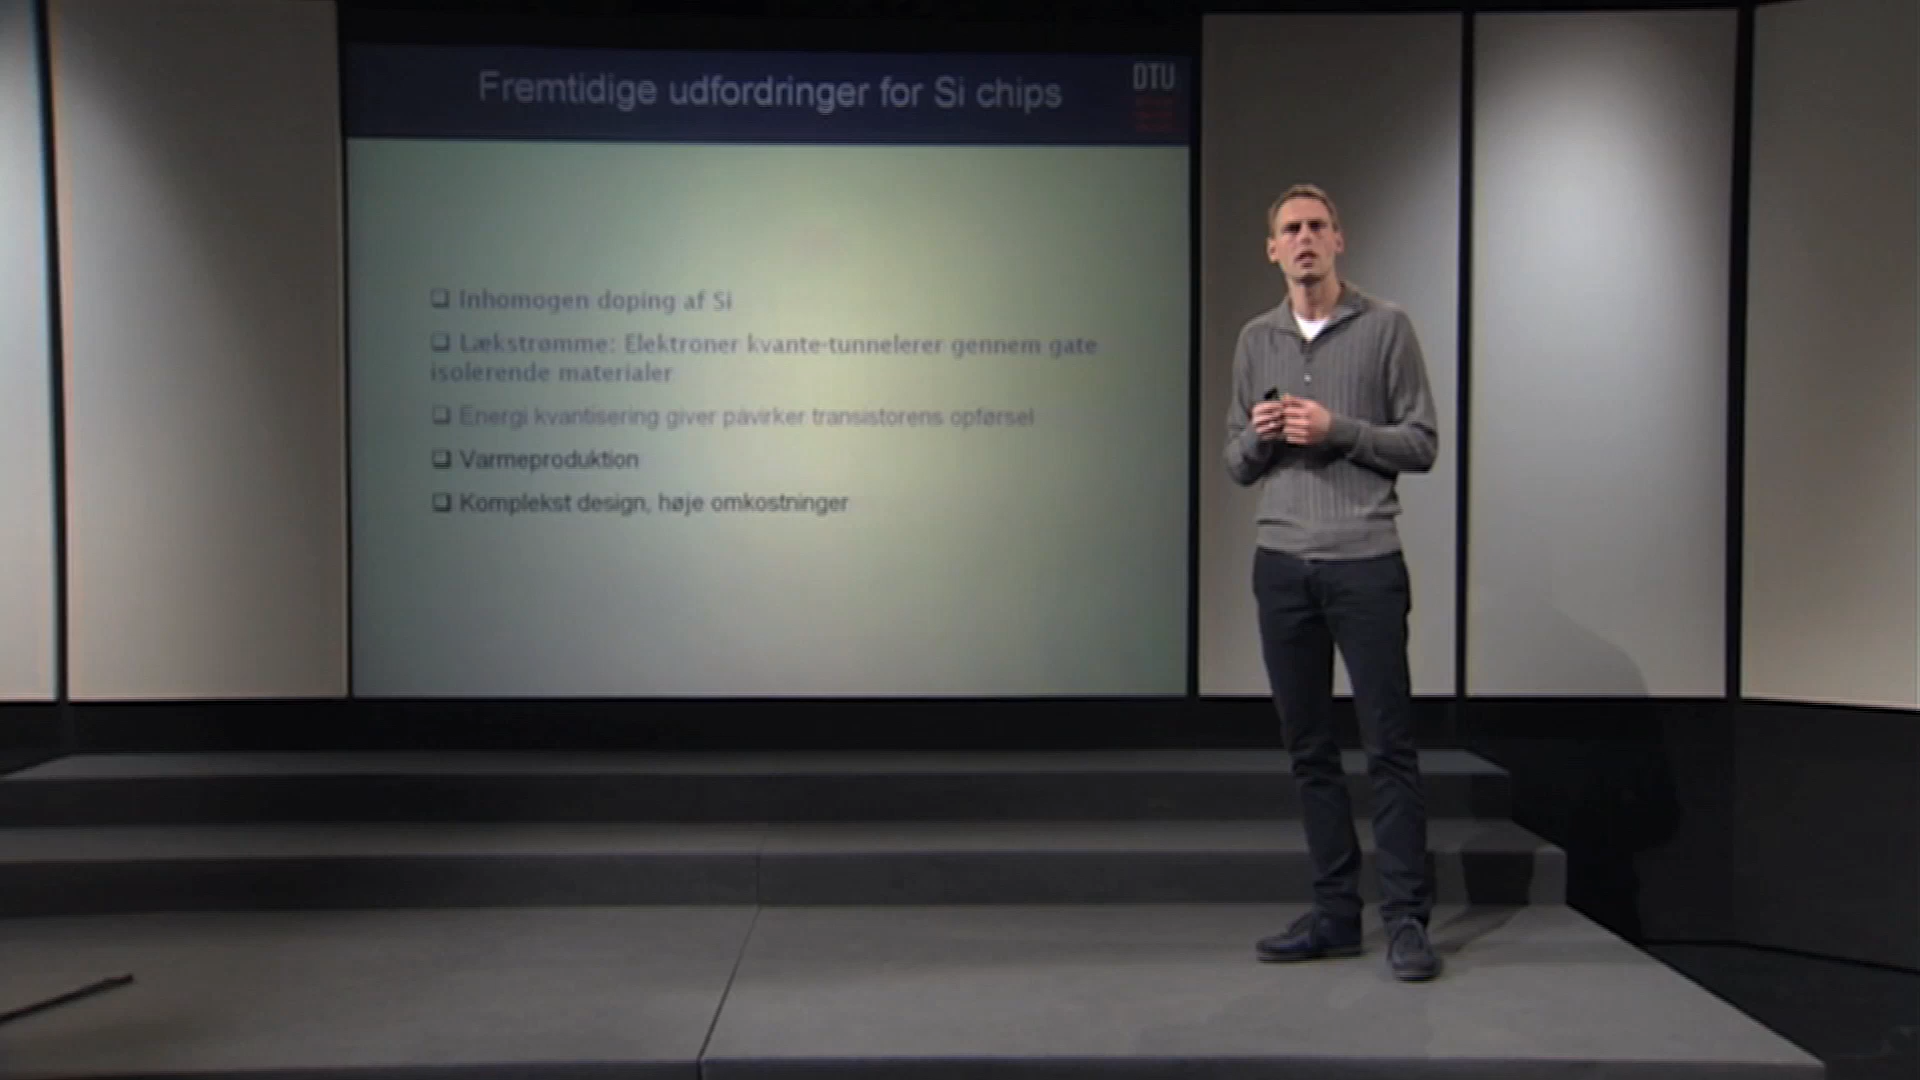 Fremtidige udfordringer for Si chips
DTU
❑ Inhomogen doping af Si
❑ Lækstrømme: Elektroner kvante-tunnelerer gennem gate
isolerende materialer
❑ Energi kvantisering giver påvirker transistorens opførsel
❑ Varmeproduktion
❑ Komplekst design, høje omkostninger